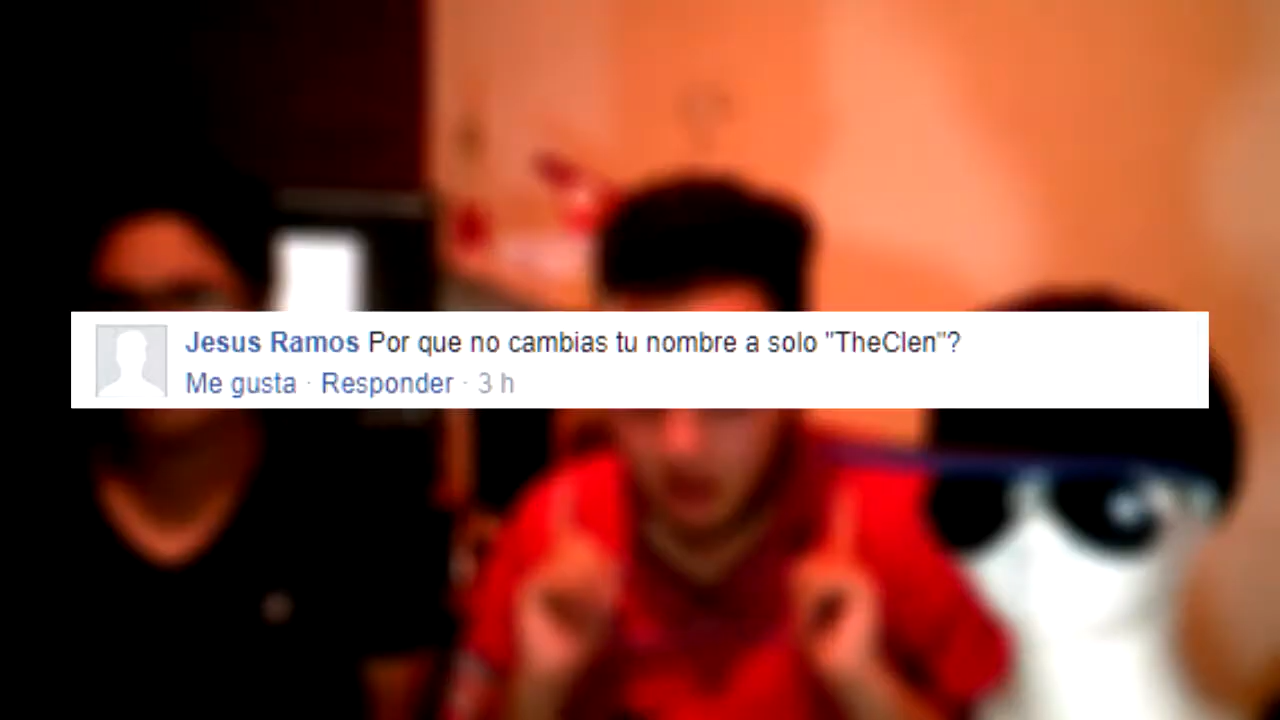 Jesus Ramos Por que no cambias tu nombre a solo "TheClen"?
Me gusta · Responder · 3 h